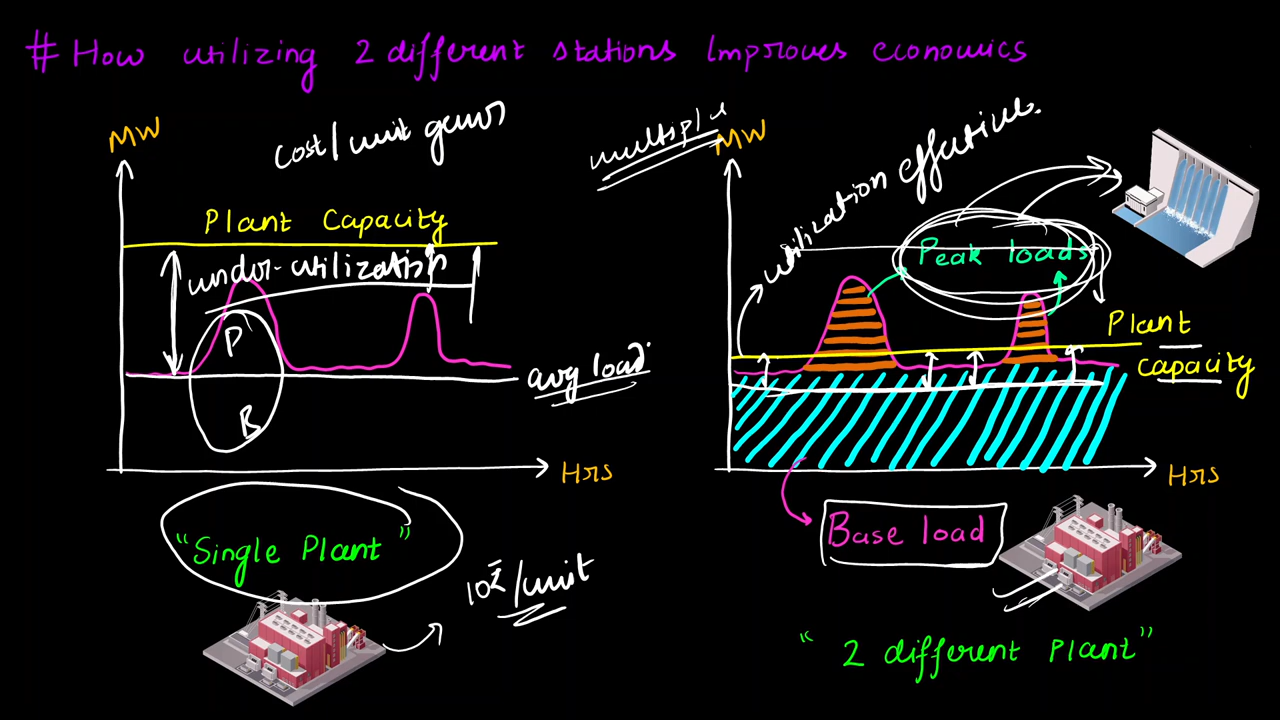 # How utilizing 2 different stations Improves economics
MW
cost/unit
Plant Capacity
under-utilization
P
B
avg load
Hrs
"Single Plant"
10₹/unit
multiple
MW
utilization effective.
Peak loads
Plant
capacity
Hrs
Base load
"2 different Plant"